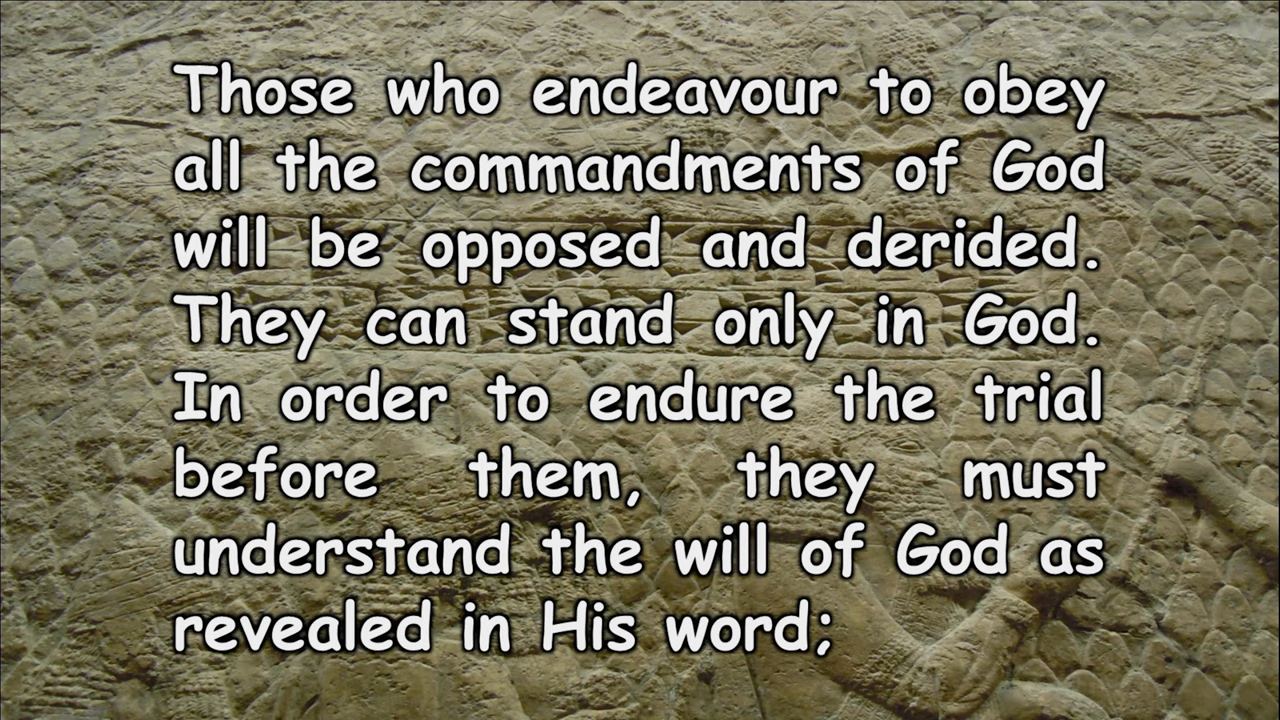 Those who endeavour to obey
all the commandments of God
will be opposed and derided.
They can stand only in God.
In order to endure the trial
before them, they must
understand the will of God as
revealed in His word;